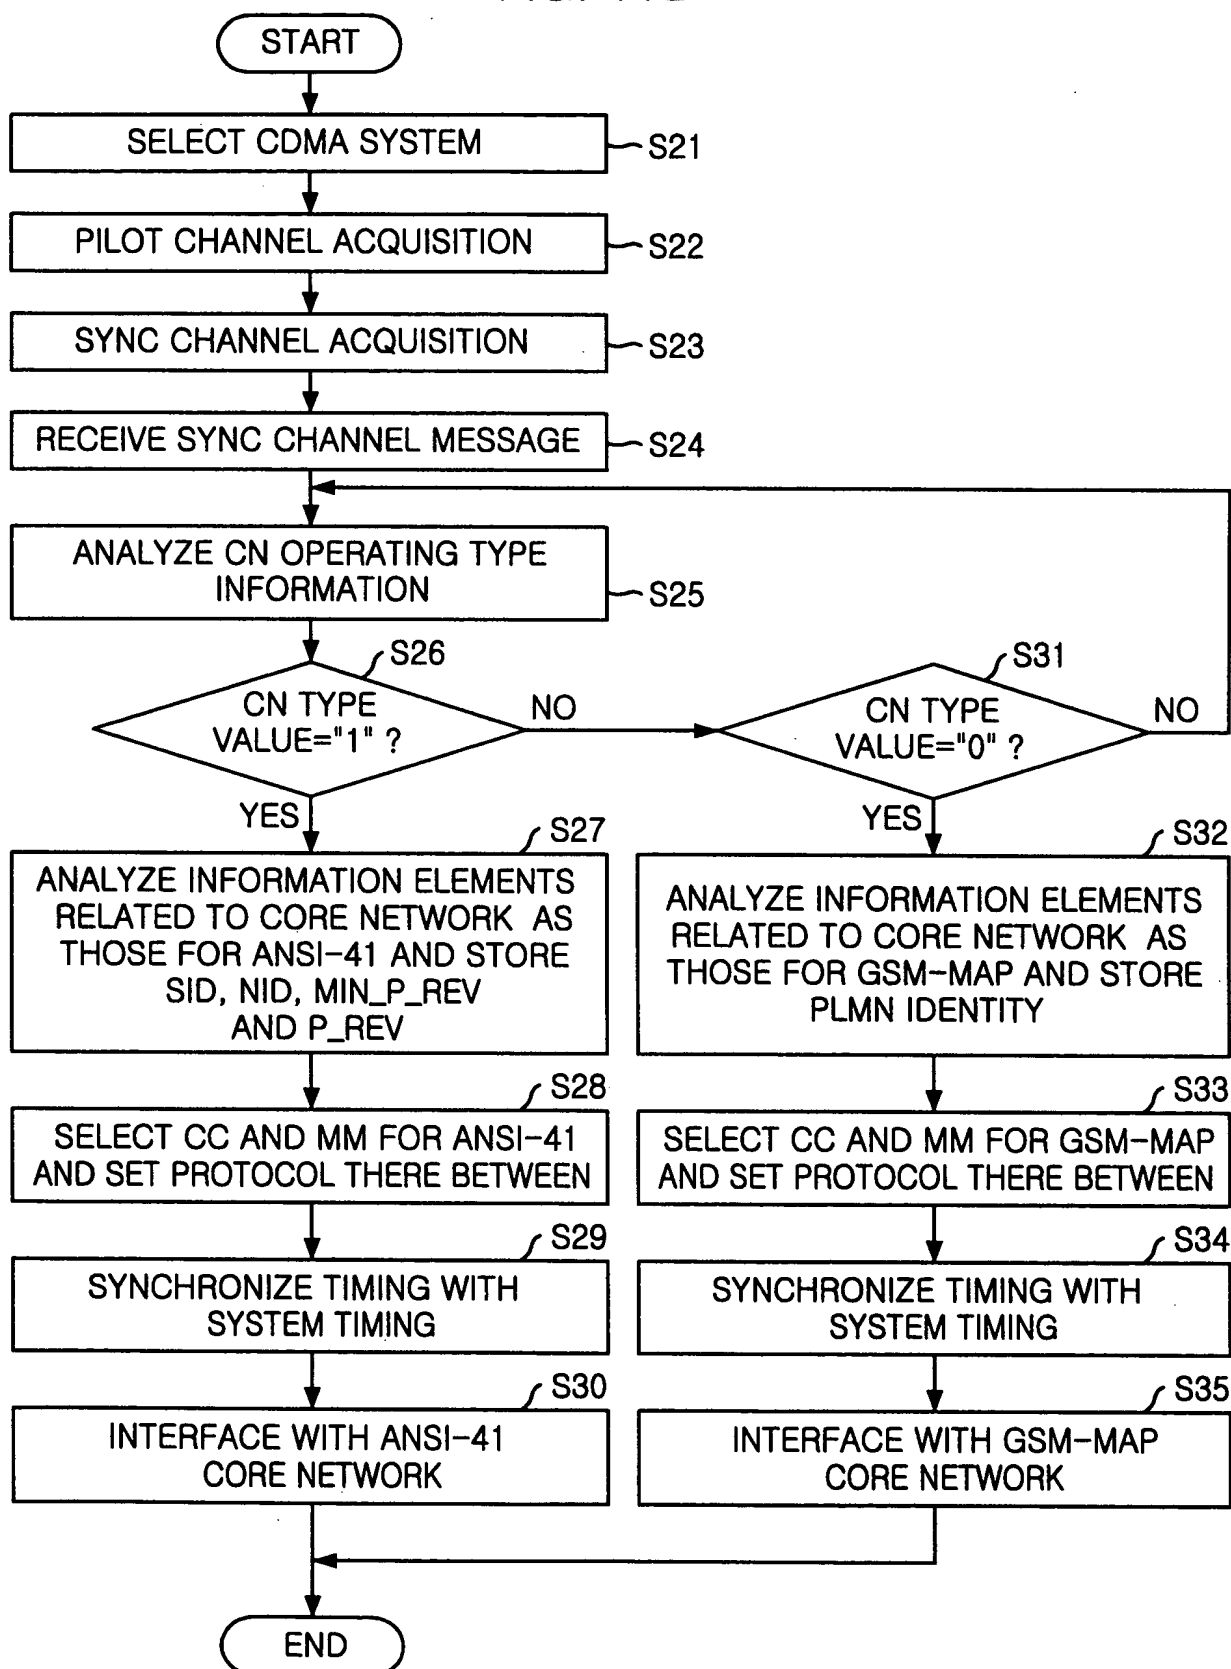 START
SELECT CDMA SYSTEM
S21
PILOT CHANNEL ACQUISITION
S22
SYNC CHANNEL ACQUISITION
S23
RECEIVE SYNC CHANNEL MESSAGE
S24
ANALYZE CN OPERATING TYPE
INFORMATION
S25
S26
CN TYPE
VALUE="1" ?
NO
YES
S31
CN TYPE
VALUE="0" ?
NO
YES
S27
ANALYZE INFORMATION ELEMENTS
RELATED TO CORE NETWORK AS
THOSE FOR ANSI-41 AND STORE
SID, NID, MIN_P_REV
AND P_REV
S32
ANALYZE INFORMATION ELEMENTS
RELATED TO CORE NETWORK AS
THOSE FOR GSM-MAP AND STORE
PLMN IDENTITY
S28
SELECT CC AND MM FOR ANSI-41
AND SET PROTOCOL THERE BETWEEN
S33
SELECT CC AND MM FOR GSM-MAP
AND SET PROTOCOL THERE BETWEEN
S29
SYNCHRONIZE TIMING WITH
SYSTEM TIMING
S34
SYNCHRONIZE TIMING WITH
SYSTEM TIMING
S30
INTERFACE WITH ANSI-41
CORE NETWORK
S35
INTERFACE WITH GSM-MAP
CORE NETWORK
END